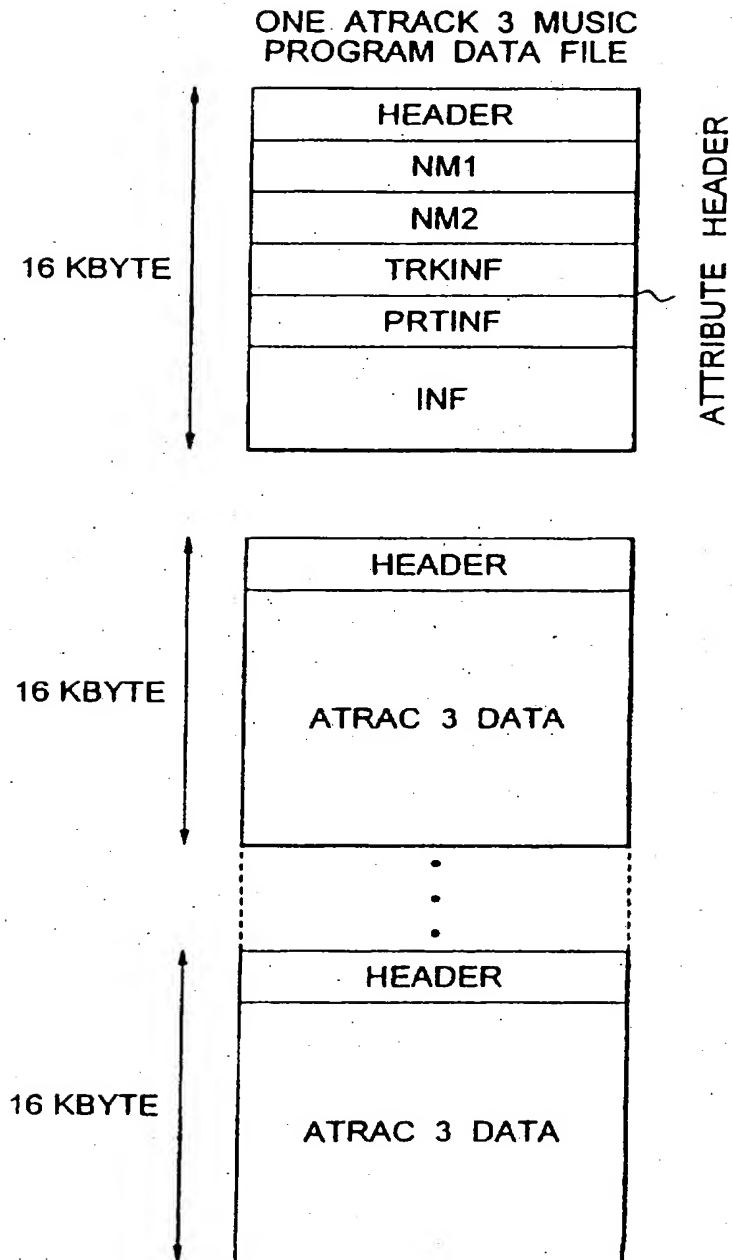 ONE ATRACK 3 MUSIC
PROGRAM DATA FILE
HEADER
NM1
NM2
16 KBYTE
TRKINF
PRTINF
INF
ATTRIBUTE HEADER
HEADER
16 KBYTE
ATRAC 3 DATA
HEADER
16 KBYTE
ATRAC 3 DATA